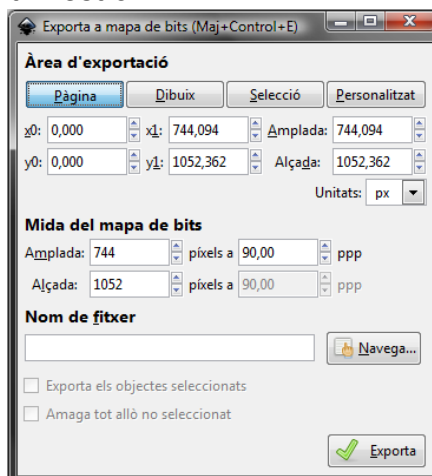 Exporta a mapa de bits (Maj+Control+E)
Àrea d'exportació
Pàgina Dibuix Selecció Personalitzat
x0: 0,000 x1: 744,094 Amplada: 744,094
y0: 0,000 y1: 1052,362 Alçada: 1052,362
Unitats: px
Mida del mapa de bits
Amplada: 744 píxels a 90,00 ppp
Alçada: 1052 píxels a 90,00 ppp
Nom de fitxer
Navega...
Exporta els objectes seleccionats
Amaga tot allò no seleccionat
Exporta